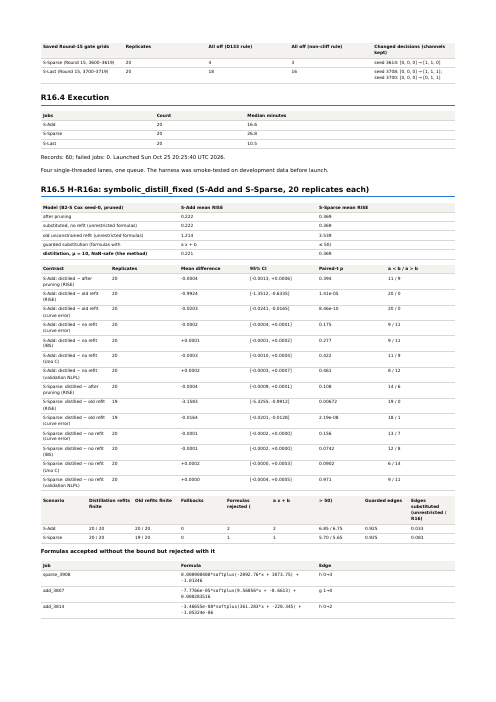 Saved Round-15 gate grids Replicates All off (D133 rule) All off (non-cliff rule) Changed decisions (channels
kept)
S-Sparse (Round 15, 3600–3619) 20 4 3 seed 3614: [0, 0, 0] → [1, 1, 0]
S-Last (Round 15, 3700–3719) 20 18 16 seed 3708: [0, 0, 0] → [1, 1, 1];
seed 3700: [0, 0, 0] → [1, 1, 1]
R16.4 Execution
Jobs Count Median minutes
S-Add 20 16.6
S-Sparse 20 26.8
S-Last 20 10.5
Records: 60; failed jobs: 0. Launched Sun Oct 25 20:25:40 UTC 2026.
Four single-threaded lanes, one queue. The harness was smoke-tested on development data before launch.
R16.5 H-R16a: symbolic_distill_fixed (S-Add and S-Sparse, 20 replicates each)
Model (B2-S Cox seed-0, pruned) S-Add mean RISE S-Sparse mean RISE
after pruning 0.222 0.369
substituted, no refit (unrestricted formulas) 0.222 0.369
old unconstrained refit (unrestricted formulas) 1.214 3.539
guarded substitution (formulas with a x + b ≤ 50)
distillation, μ = 10, NaN-safe (the method) 0.221 0.369
Contrast Replicates Mean difference 95% CI Paired-t p a < b / a > b
S-Add: distilled − after
pruning (RISE) 20 -0.0004 [-0.0013, +0.0006] 0.394 11 / 9
S-Add: distilled − old refit
(RISE) 20 -0.9924 [-1.3512, -0.6335] 1.41e-05 20 / 0
S-Add: distilled − old refit
(curve error) 20 -0.0203 [-0.0241, -0.0165] 8.46e-10 20 / 0
S-Add: distilled − no refit
(curve error) 20 -0.0002 [-0.0004, +0.0001] 0.175 9 / 11
S-Add: distilled − no refit
(IBS) 20 +0.0001 [-0.0001, +0.0002] 0.277 9 / 11
S-Add: distilled − no refit
(Uno C) 20 -0.0003 [-0.0010, +0.0004] 0.422 11 / 9
S-Add: distilled − no refit
(validation NLPL) 20 +0.0002 [-0.0003, +0.0007] 0.461 8 / 12
S-Sparse: distilled − after
pruning (RISE) 20 -0.0004 [-0.0009, +0.0001] 0.108 14 / 6
S-Sparse: distilled − old refit
(RISE) 19 -3.1583 [-5.3255, -0.9912] 0.00672 19 / 0
S-Sparse: distilled − old refit
(curve error) 19 -0.0164 [-0.0201, -0.0128] 2.19e-08 18 / 1
S-Sparse: distilled − no refit
(curve error) 20 -0.0001 [-0.0002, +0.0000] 0.156 13 / 7
S-Sparse: distilled − no refit
(IBS) 20 -0.0001 [-0.0002, +0.0000] 0.0742 12 / 8
S-Sparse: distilled − no refit
(Uno C) 20 +0.0002 [-0.0000, +0.0003] 0.0902 6 / 14
S-Sparse: distilled − no refit
(validation NLPL) 20 +0.0000 [-0.0004, +0.0005] 0.971 9 / 11
Scenario Distillation refits finite Old refits finite Fallbacks Formulas rejected ( a x + b > 50) Guarded edges Edges substituted (unrestricted / R16)
S-Add 20 / 20 20 / 20 0 2 2 6.85 / 6.75 0.925 0.033
S-Sparse 20 / 20 19 / 20 0 1 1 5.70 / 5.65 0.925 0.083
Formulas accepted without the bound but rejected with it
Job Formula Edge
sparse_3908 0.000980408*softplus(-2092.76*x + 1073.75) +
-1.01346 h 0→4
add_3807 -7.7766e-05*softplus(9.56856*x + -0.6613) +
0.000283516 g 1→0
add_3814 -3.46655e-08*softplus(361.283*x + -220.345) +
-1.05324e-06 h 0→2